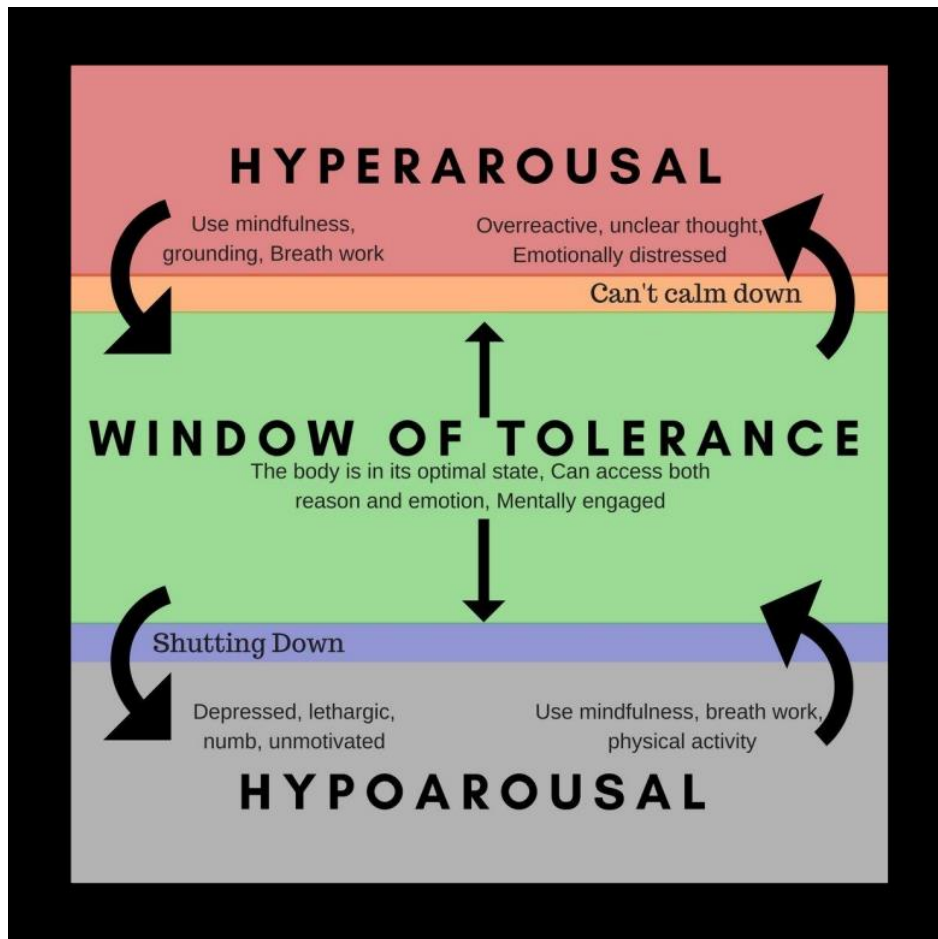 HYPERAROUSAL
Use mindfulness,
grounding, Breath work
Overreactive, unclear thought,
Emotionally distressed
Can't calm down
WINDOW OF TOLERANCE
The body is in its optimal state, Can access both
reason and emotion, Mentally engaged
Shutting Down
Depressed, lethargic,
numb, unmotivated
Use mindfulness, breath work,
physical activity
HYPOAROUSAL